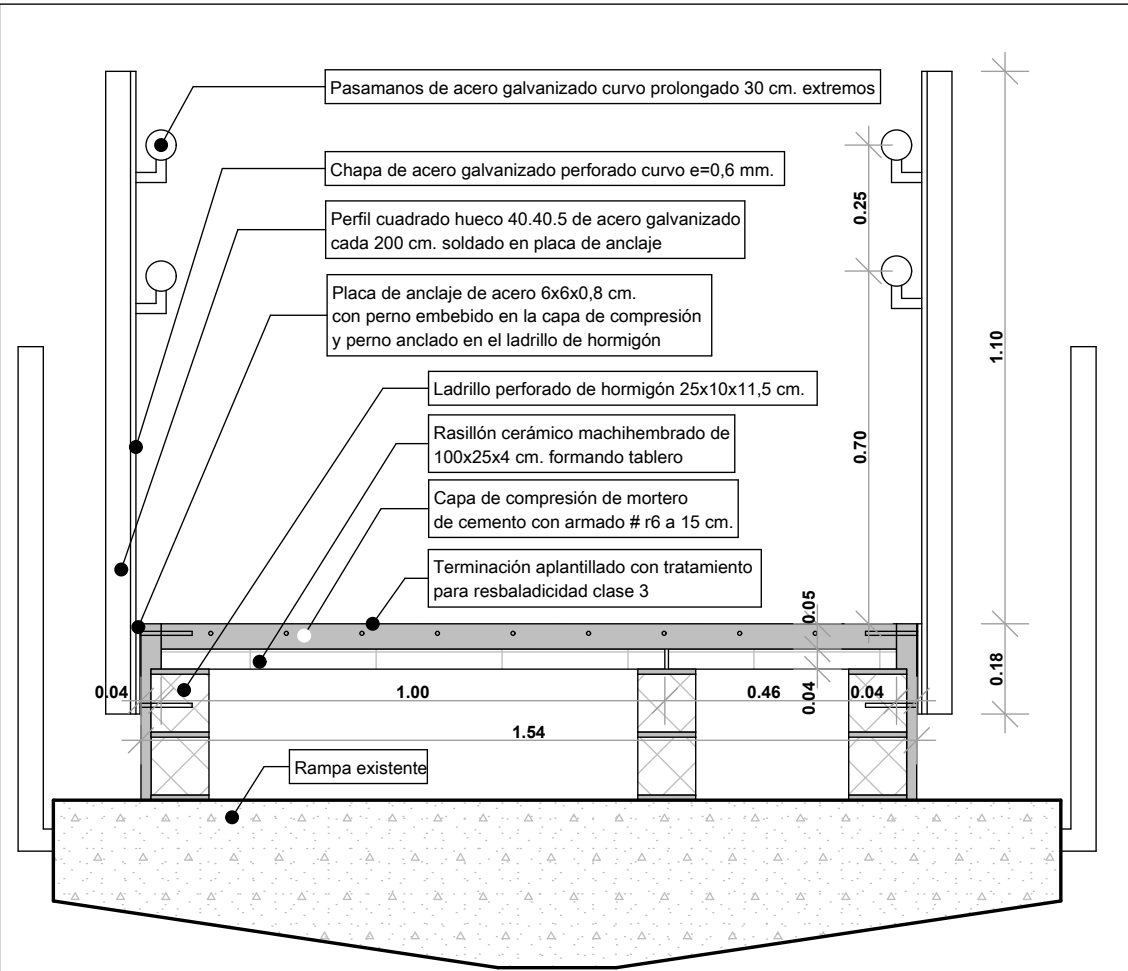 Pasamanos de acero galvanizado curvo prolongado 30 cm. extremos
Chapa de acero galvanizado perforado curvo e=0,6 mm.
Perfil cuadrado hueco 40.40.5 de acero galvanizado
cada 200 cm. soldado en placa de anclaje
Placa de anclaje de acero 6x6x0,8 cm.
con perno embebido en la capa de compresión
y perno anclado en el ladrillo de hormigón
Ladrillo perforado de hormigón 25x10x11,5 cm.
Rasillón cerámico machihembrado de
100x25x4 cm. formando tablero
Capa de compresión de mortero
de cemento con armado # r6 a 15 cm.
Terminación aplantillado con tratamiento
para resbaladicidad clase 3
0.25
1.10
0.70
0.05
0.18
0.04
1.00
0.46
0.04
0.04
1.54
Rampa existente